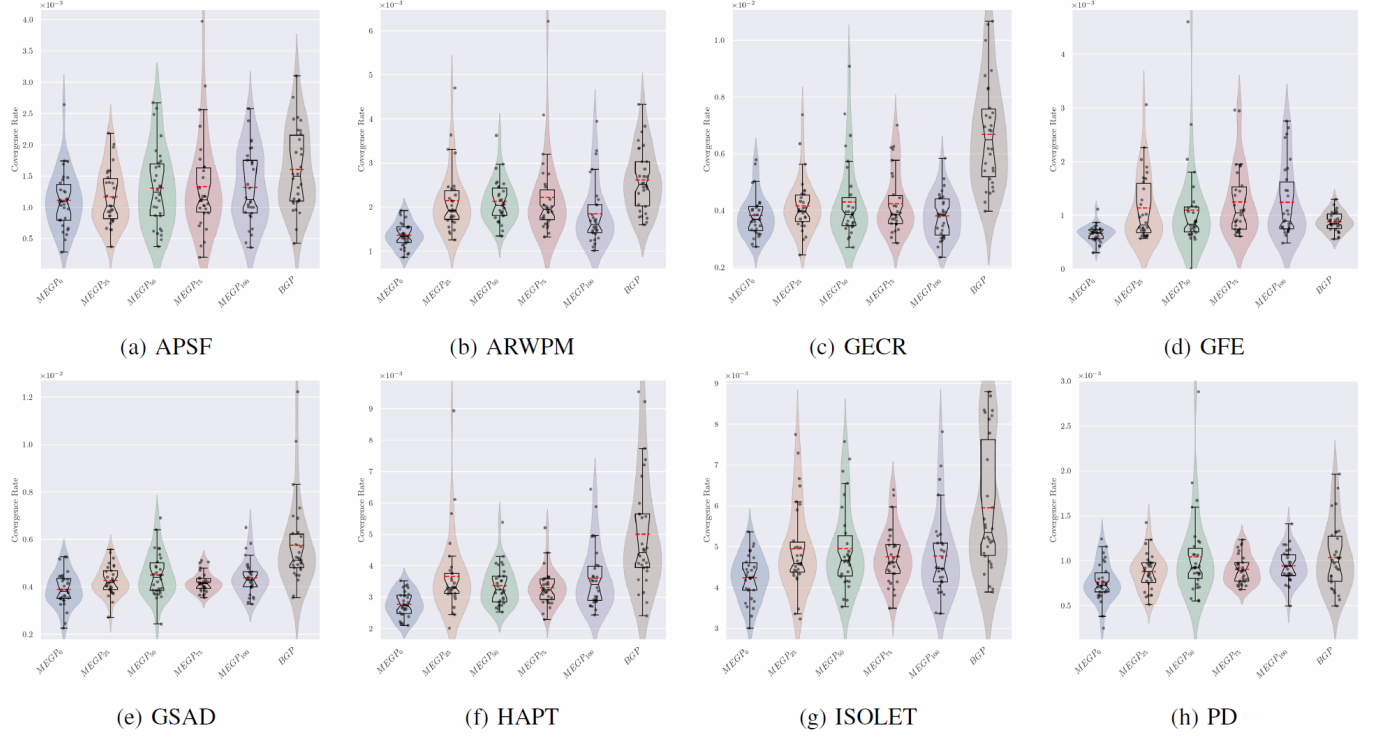 ×10⁻³
4.0
3.5
3.0
2.5
2.0
1.5
1.0
0.5
Covergence Rate
MEGP₀
MEGP₂₅
MEGP₅₀
MEGP₇₅
MEGP₁₀₀
BGP
(a) APSF
×10⁻³
6
5
4
3
2
1
Covergence Rate
MEGP₀
MEGP₂₅
MEGP₅₀
MEGP₇₅
MEGP₁₀₀
BGP
(b) ARWPM
×10⁻²
1.0
0.8
0.6
0.4
0.2
Covergence Rate
MEGP₀
MEGP₂₅
MEGP₅₀
MEGP₇₅
MEGP₁₀₀
BGP
(c) GECR
×10⁻³
4
3
2
1
0
Covergence Rate
MEGP₀
MEGP₂₅
MEGP₅₀
MEGP₇₅
MEGP₁₀₀
BGP
(d) GFE
×10⁻²
1.2
1.0
0.8
0.6
0.4
0.2
Covergence Rate
MEGP₀
MEGP₂₅
MEGP₅₀
MEGP₇₅
MEGP₁₀₀
BGP
(e) GSAD
×10⁻³
9
8
7
6
5
4
3
2
Covergence Rate
MEGP₀
MEGP₂₅
MEGP₅₀
MEGP₇₅
MEGP₁₀₀
BGP
(f) HAPT
×10⁻³
9
8
7
6
5
4
3
Covergence Rate
MEGP₀
MEGP₂₅
MEGP₅₀
MEGP₇₅
MEGP₁₀₀
BGP
(g) ISOLET
×10⁻³
3.0
2.5
2.0
1.5
1.0
0.5
Covergence Rate
MEGP₀
MEGP₂₅
MEGP₅₀
MEGP₇₅
MEGP₁₀₀
BGP
(h) PD